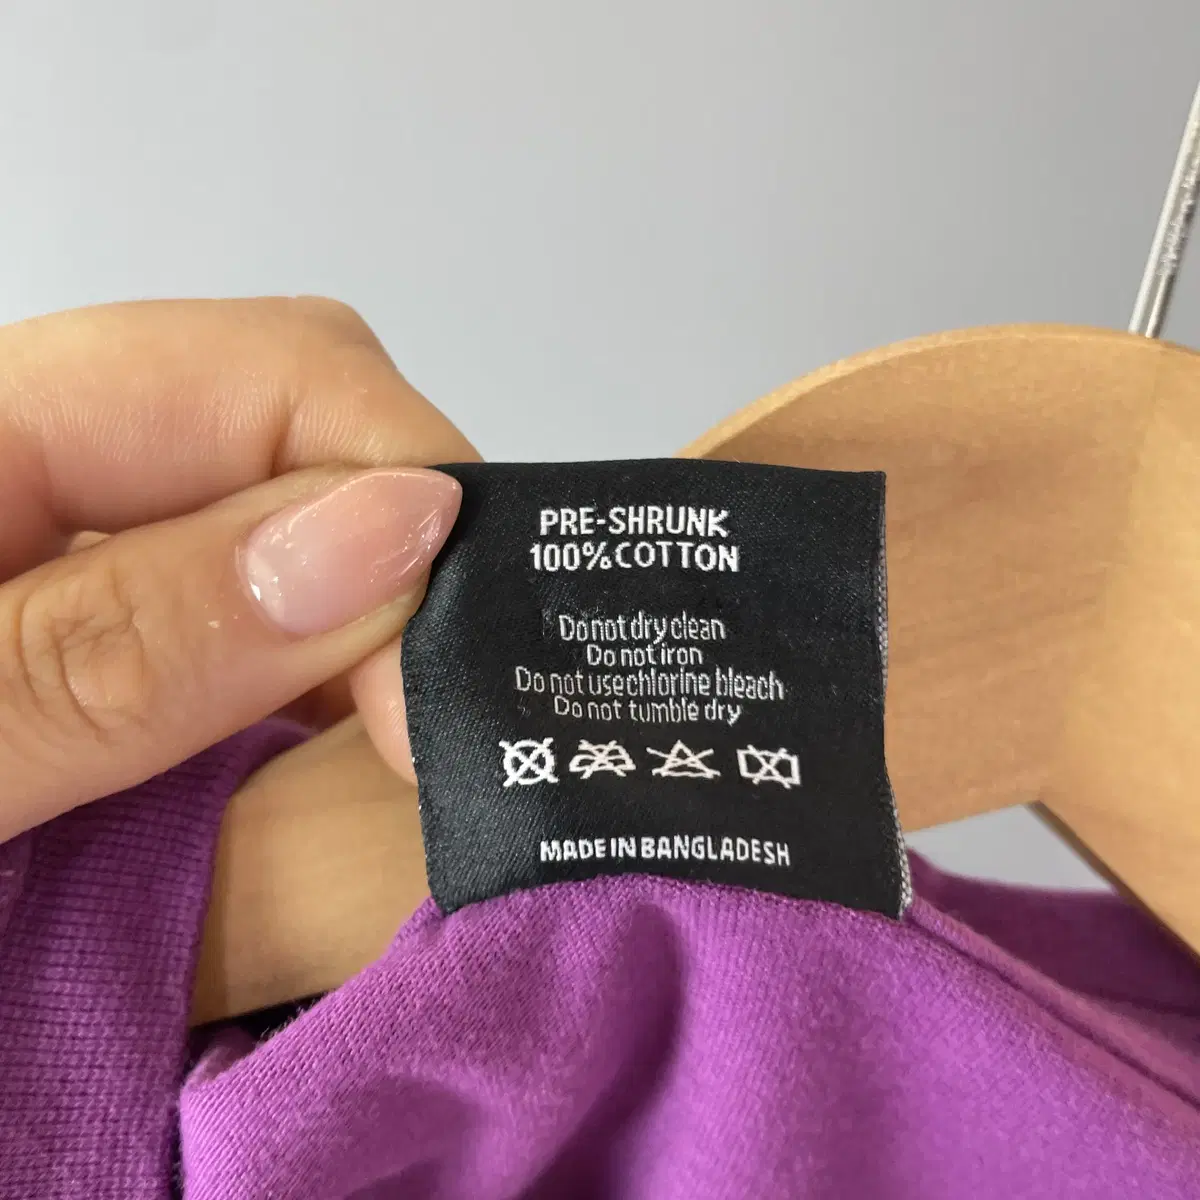 PRE-SHRUNK
100% COTTON
Do not dry clean
Do not iron
Do not use chlorine bleach
Do not tumble dry
MADE IN BANGLADESH